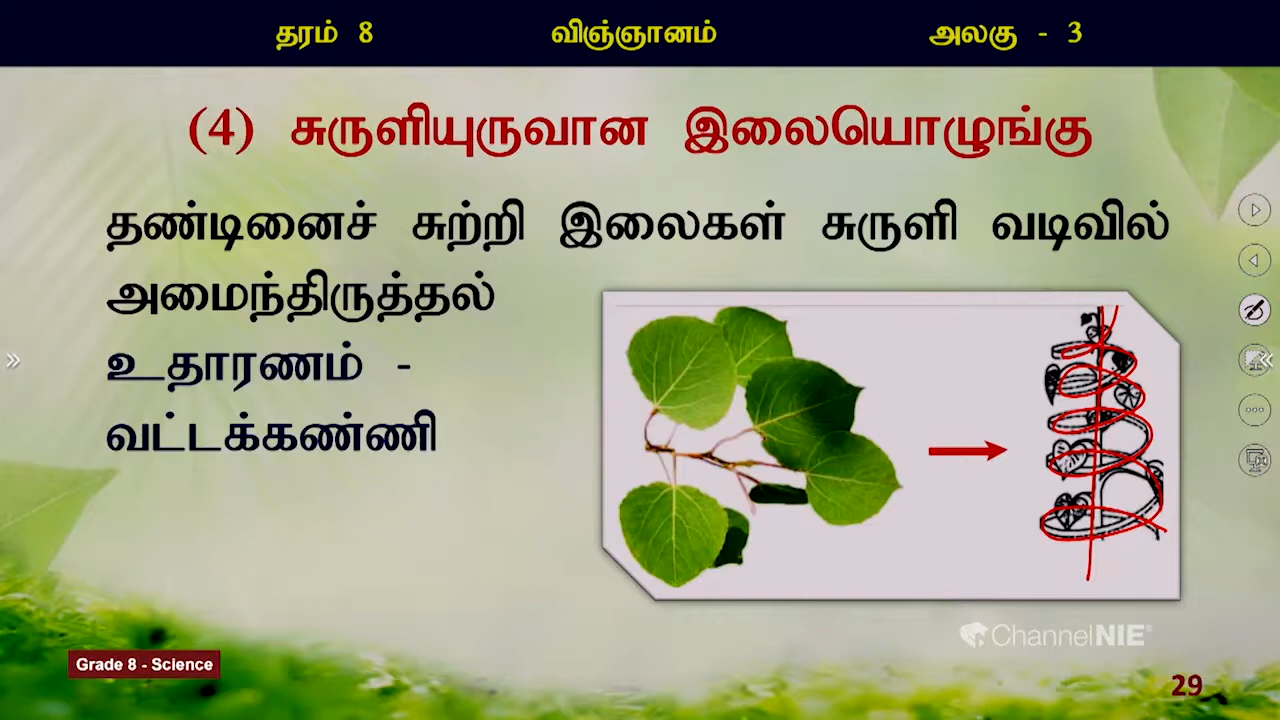 தரம் 8 விஞ்ஞானம் அலகு - 3
(4) சுருளியுருவான இலையொழுங்கு
தண்டினைச் சுற்றி இலைகள் சுருளி வடிவில்
அமைந்திருத்தல்
உதாரணம் -
வட்டக்கண்ணி
ChannelNIE
Grade 8 - Science
29